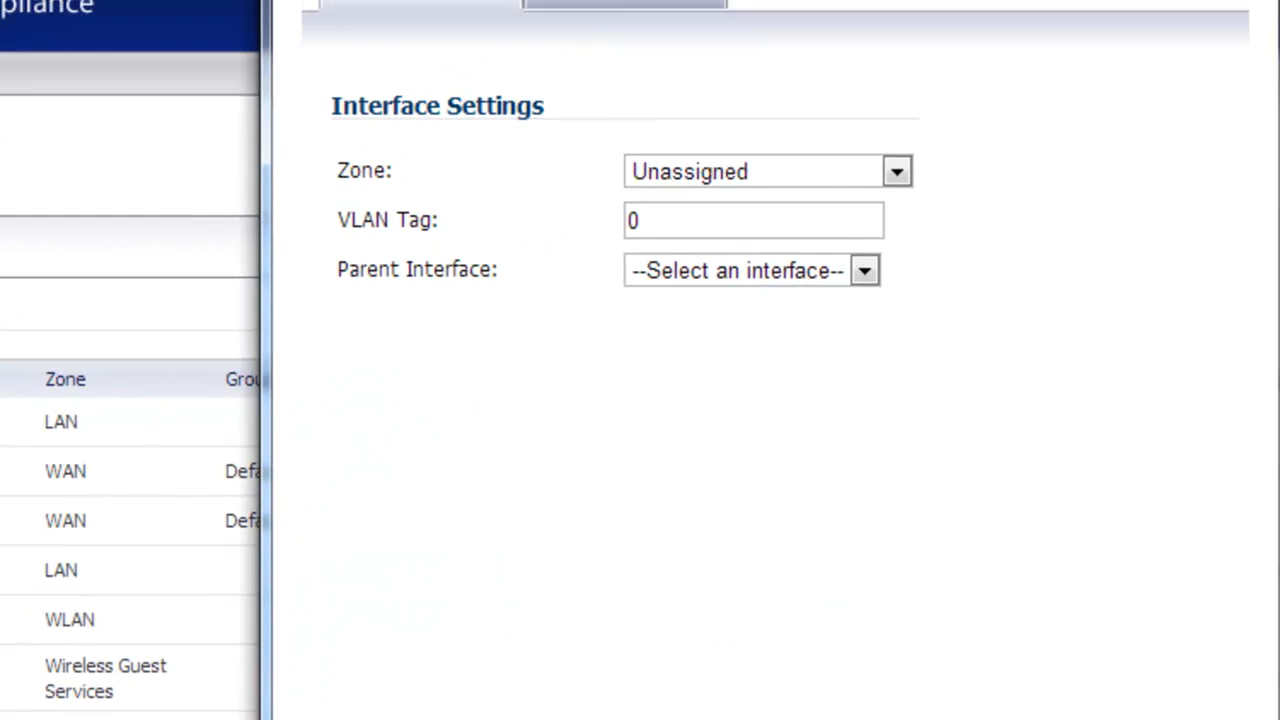 Interface Settings
Zone: Unassigned
VLAN Tag: 0
Parent Interface: --Select an interface--
Zone
LAN
WAN
WAN
LAN
WLAN
Wireless Guest
Services